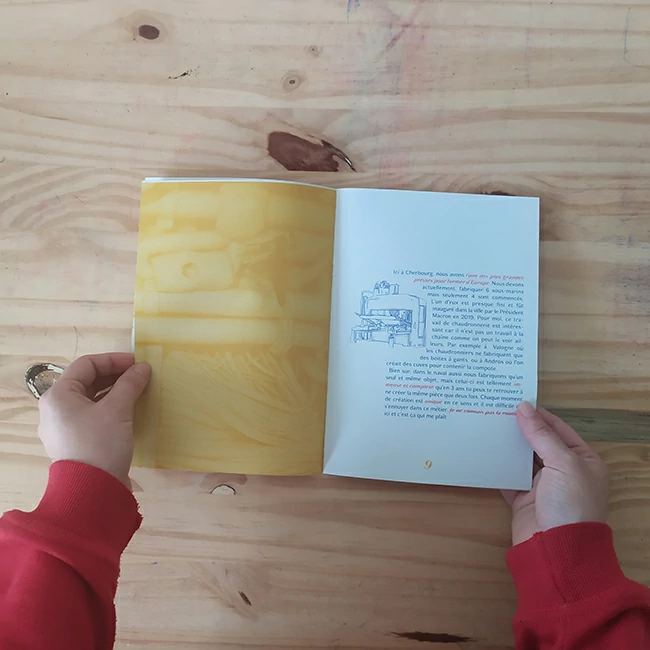 Ici à Cherbourg, nous avons l'une des plus grandes
presses pour former d'Europe. Nous devons
actuellement, fabriquer 6 sous-marins
mais seulement 4 sont commencés.
L'un d'eux est presque fini et fût
inauguré dans la ville par le Président
Macron en 2019. Pour moi, ce tra-
vail de chaudronnerie est intéres-
sant car il n'est pas un travail à la
chaîne comme on peut le voir ail-
leurs. Par exemple à Valogne où
les chaudronniers ne fabriquent que
des boites à gants, ou à Andros où l'on
créait des cuves pour contenir la compote.
Bien sur, dans le naval aussi nous fabriquons qu'un
seul et même objet, mais celui-ci est tellement im-
mense et complexe qu'en 3 ans tu peux te retrouver à
ne créer la même pièce que deux fois. Chaque moment
de création est unique en ce sens et il est difficile de
s'ennuyer dans ce métier. Je ne connais pas la routine
ici et c'est ça qui me plaît.
9